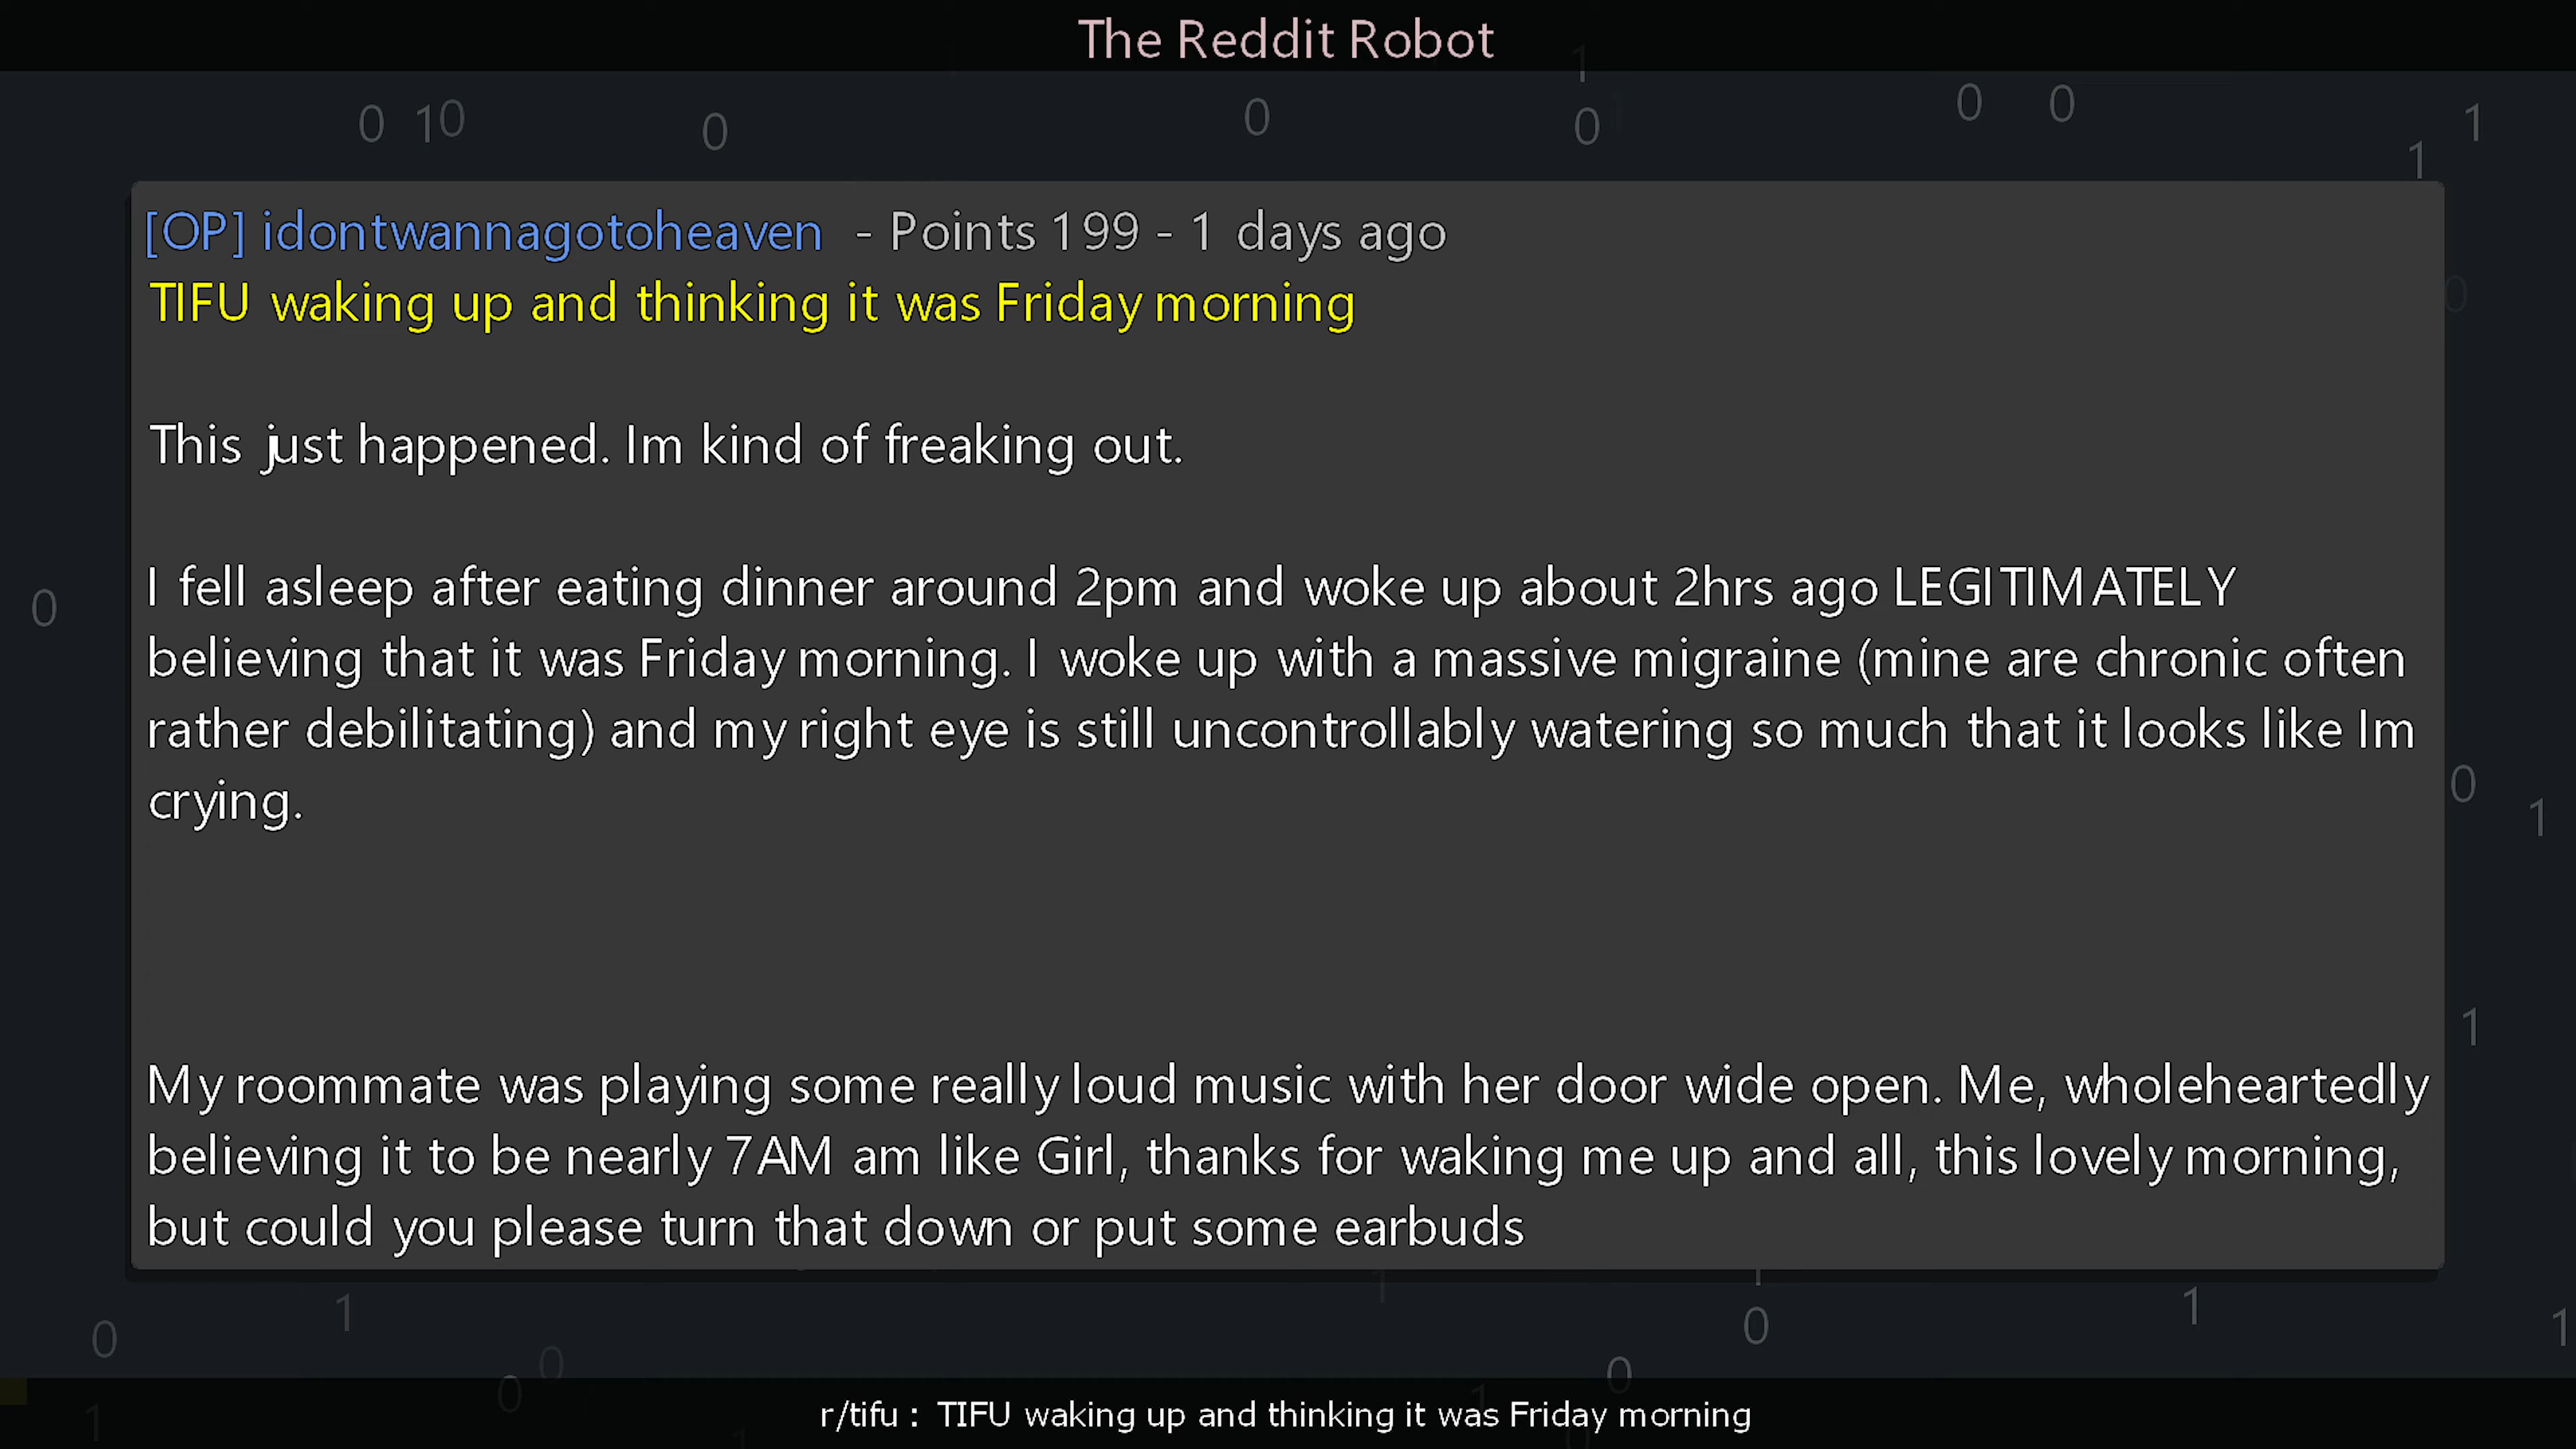 The Reddit Robot
[OP] idontwannagotoheaven - Points 199 - 1 days ago
TIFU waking up and thinking it was Friday morning
This just happened. Im kind of freaking out.
I fell asleep after eating dinner around 2pm and woke up about 2hrs ago LEGITIMATELY
believing that it was Friday morning. I woke up with a massive migraine (mine are chronic often
rather debilitating) and my right eye is still uncontrollably watering so much that it looks like Im
crying.
My roommate was playing some really loud music with her door wide open. Me, wholeheartedly
believing it to be nearly 7AM am like Girl, thanks for waking me up and all, this lovely morning,
but could you please turn that down or put some earbuds
r/tifu : TIFU waking up and thinking it was Friday morning